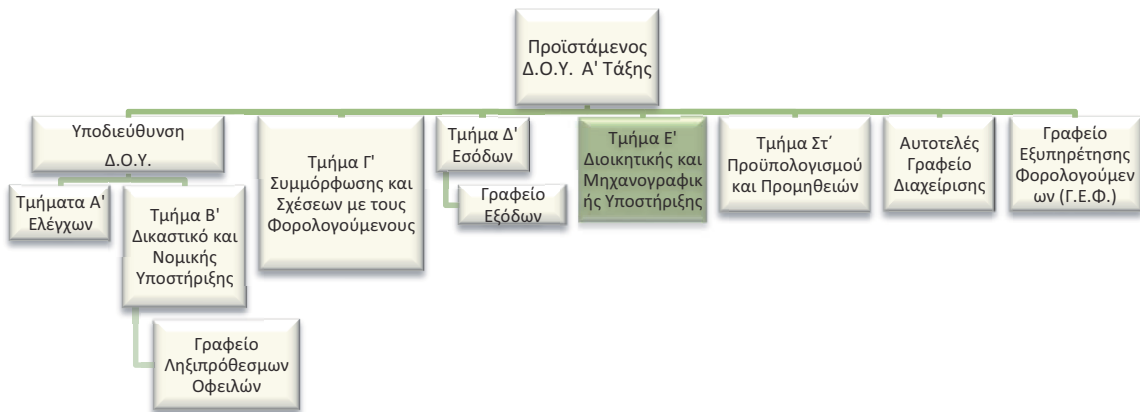 Προϊστάμενος
Δ.Ο.Υ. Α' Τάξης
Υποδιεύθυνση
Δ.Ο.Υ.
Τμήματα Α'
Ελέγχων
Τμήμα Β'
Δικαστικό και
Νομικής
Υποστήριξης
Γραφείο
Ληξιπρόθεσμων
Οφειλών
Τμήμα Γ'
Συμμόρφωσης και
Σχέσεων με τους
Φορολογούμενους
Τμήμα Δ'
Εσόδων
Γραφείο
Εξόδων
Τμήμα Ε'
Διοικητικής και
Μηχανογραφικ
ής Υποστήριξης
Τμήμα Στ΄
Προϋπολογισμού
και Προμηθειών
Αυτοτελές
Γραφείο
Διαχείρισης
Γραφείο
Εξυπηρέτησης
Φορολογούμεν
ων (Γ.Ε.Φ.)